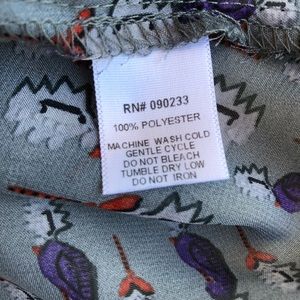 RN# 090233
100% POLYESTER
MACHINE WASH COLD
GENTLE CYCLE
DO NOT BLEACH
TUMBLE DRY LOW
DO NOT IRON